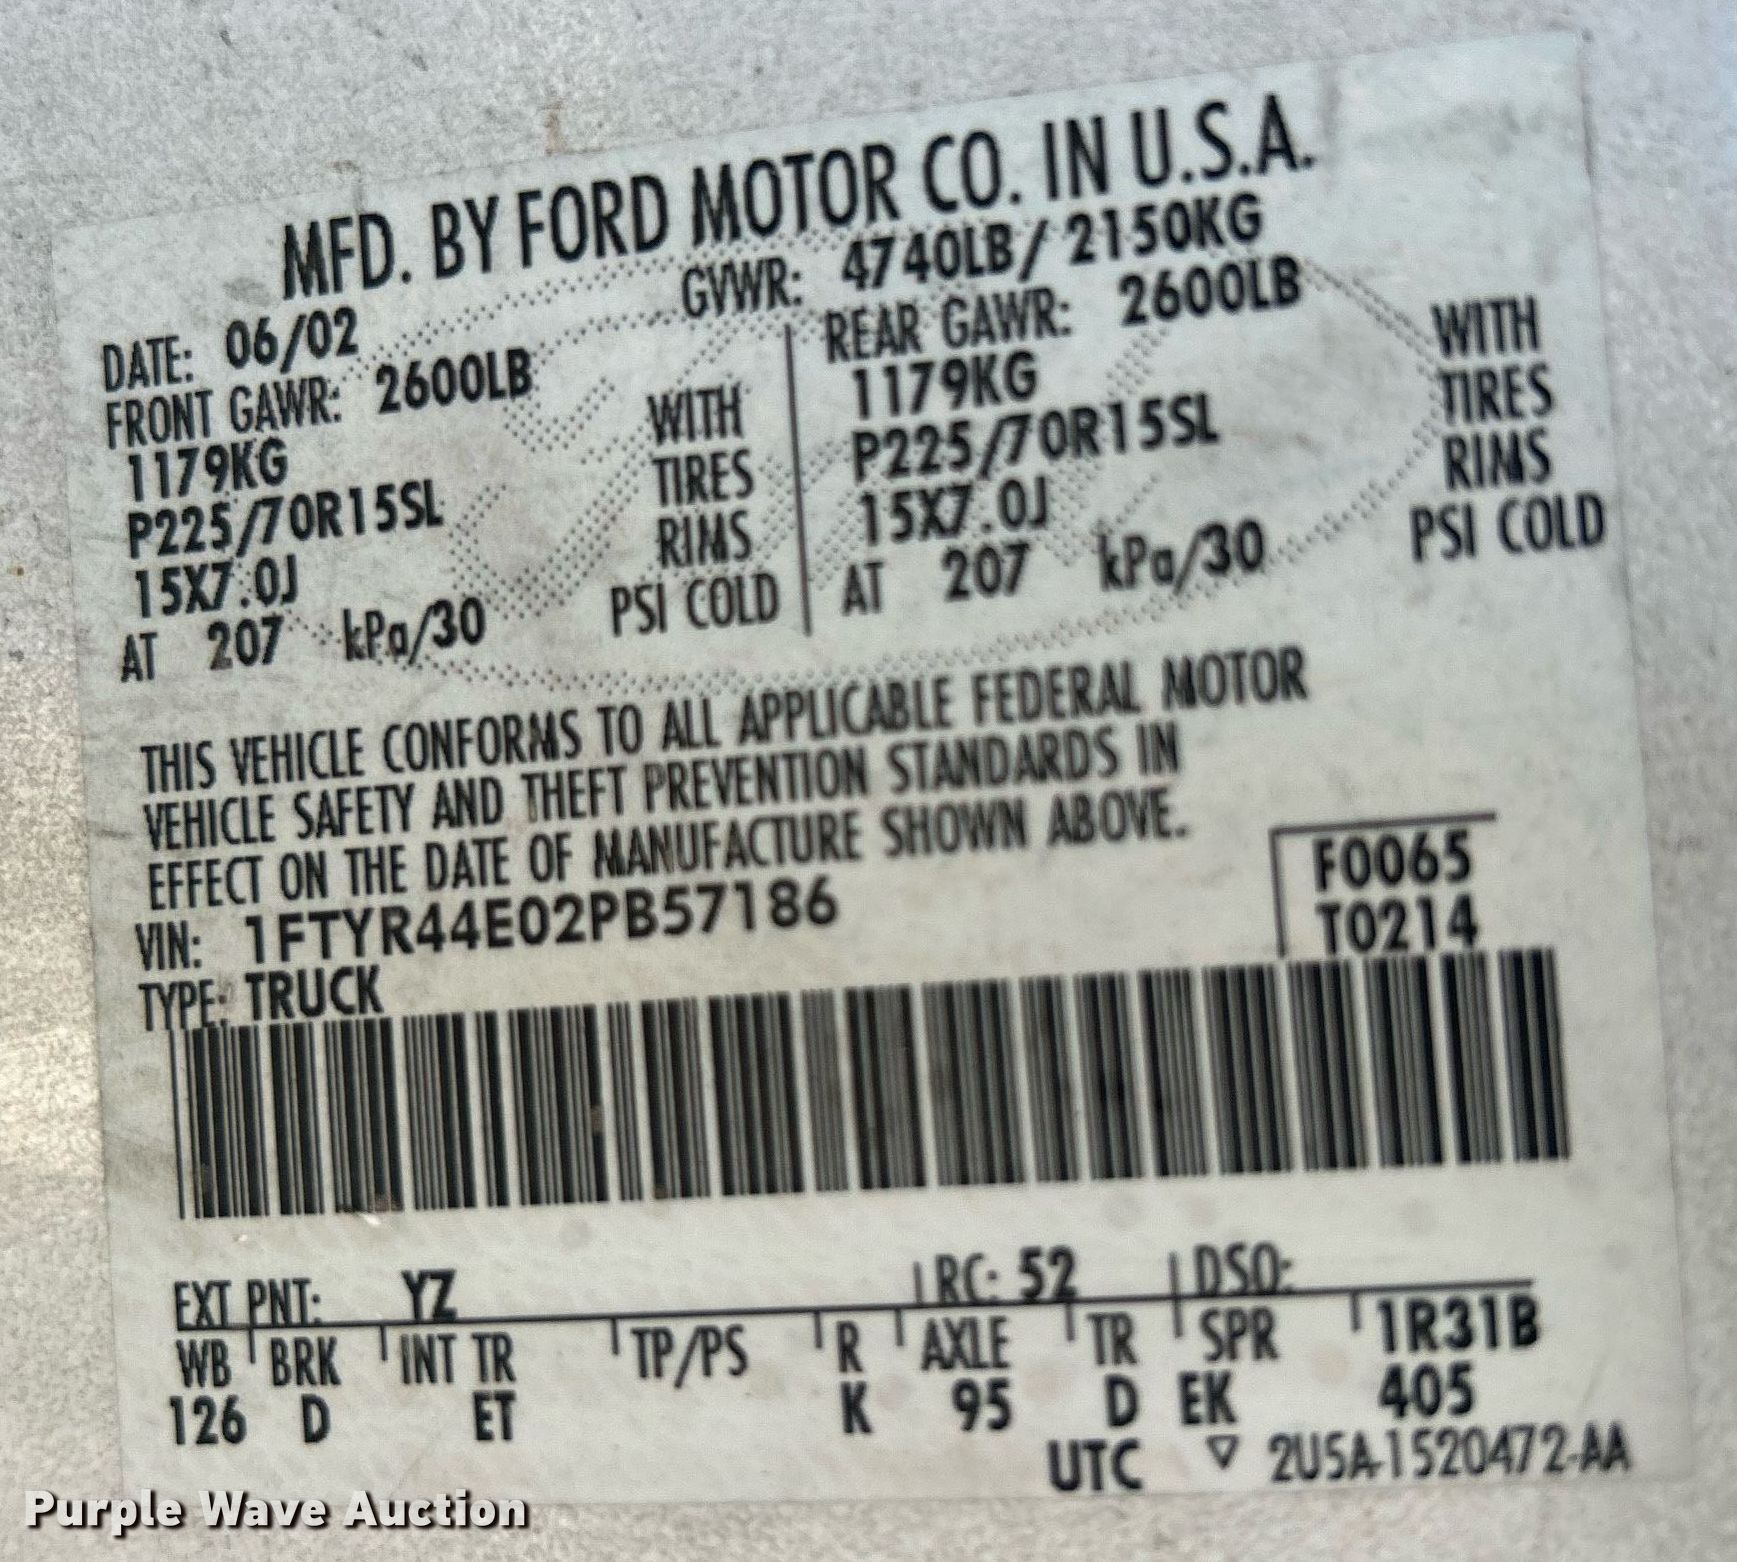 MFD. BY FORD MOTOR CO. IN U.S.A.
DATE: 06/02 GVWR: 4740LB/ 2150KG
FRONT GAWR: 2600LB REAR GAWR: 2600LB
1179KG WITH 1179KG WITH
P225/70R15SL TIRES P225/70R15SL TIRES
15X7.0J RIMS 15X7.0J RIMS
AT 207 kPa/30 PSI COLD AT 207 kPa/30 PSI COLD
THIS VEHICLE CONFORMS TO ALL APPLICABLE FEDERAL MOTOR
VEHICLE SAFETY AND THEFT PREVENTION STANDARDS IN
EFFECT ON THE DATE OF MANUFACTURE SHOWN ABOVE.
VIN: 1FTYR44E02PB57186 F0065
TYPE: TRUCK T0214
EXT PNT: YZ RC: 52 DSO:
WB BRK INT TR TP/PS R AXLE TR SPR 1R31B
126 D ET K 95 D EK 405
UTC ▽ 2U5A-1520472-AA
Purple Wave Auction